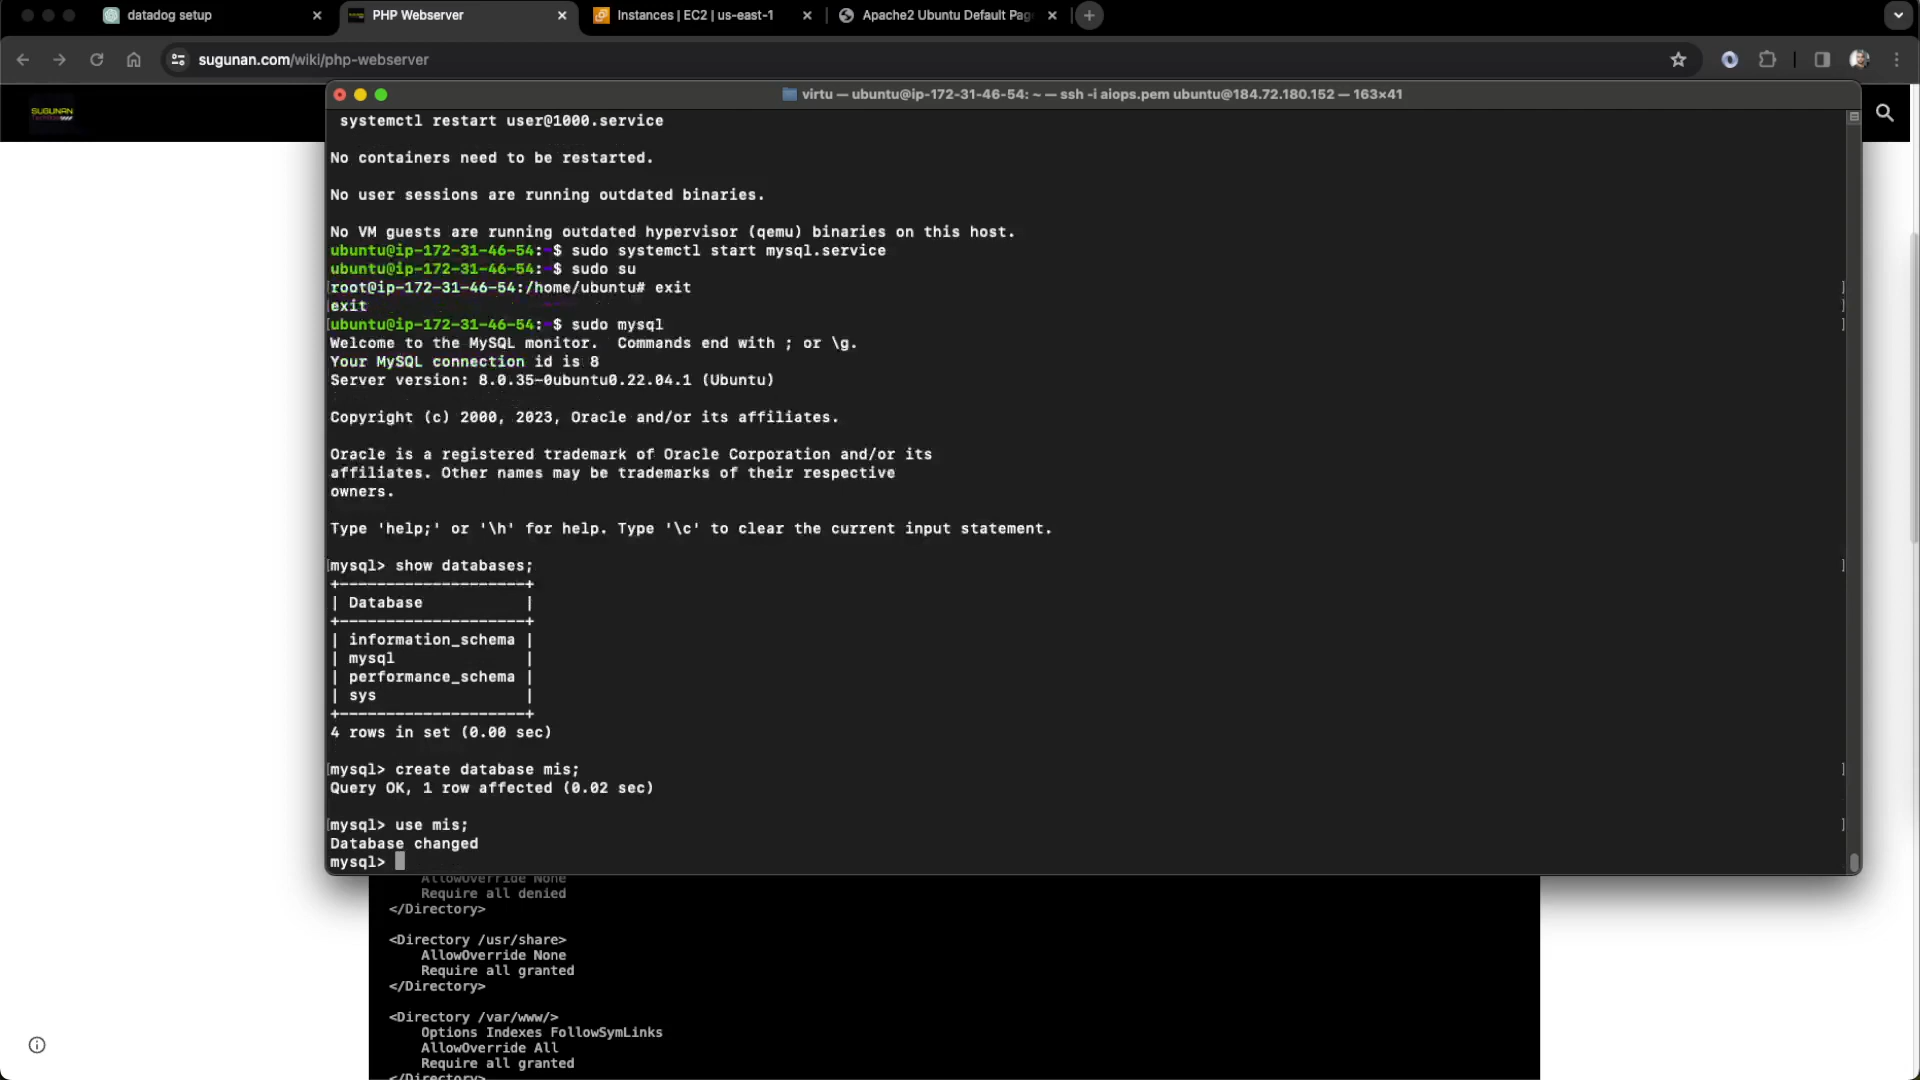 datadog setup
PHP Webserver
Instances | EC2 | us-east-1
Apache2 Ubuntu Default Pag
sugunan.com/wiki/php-webserver
SUGUNAN
virtu — ubuntu@ip-172-31-46-54: ~ — ssh -i aiops.pem ubuntu@184.72.180.152 — 163×41
systemctl restart user@1000.service
No containers need to be restarted.
No user sessions are running outdated binaries.
No VM guests are running outdated hypervisor (qemu) binaries on this host.
ubuntu@ip-172-31-46-54:~$ sudo systemctl start mysql.service
ubuntu@ip-172-31-46-54:~$ sudo su
root@ip-172-31-46-54:/home/ubuntu# exit
exit
ubuntu@ip-172-31-46-54:~$ sudo mysql
Welcome to the MySQL monitor.  Commands end with ; or \g.
Your MySQL connection id is 8
Server version: 8.0.35-0ubuntu0.22.04.1 (Ubuntu)
Copyright (c) 2000, 2023, Oracle and/or its affiliates.
Oracle is a registered trademark of Oracle Corporation and/or its
affiliates. Other names may be trademarks of their respective
owners.
Type 'help;' or '\h' for help. Type '\c' to clear the current input statement.
mysql> show databases;
+--------------------+
| Database           |
+--------------------+
| information_schema |
| mysql              |
| performance_schema |
| sys                |
+--------------------+
4 rows in set (0.00 sec)
mysql> create database mis;
Query OK, 1 row affected (0.02 sec)
mysql> use mis;
Database changed
mysql>
AllowOverride None
Require all denied
</Directory>
<Directory /usr/share>
AllowOverride None
Require all granted
</Directory>
<Directory /var/www/>
Options Indexes FollowSymLinks
AllowOverride All
Require all granted
</Directory>